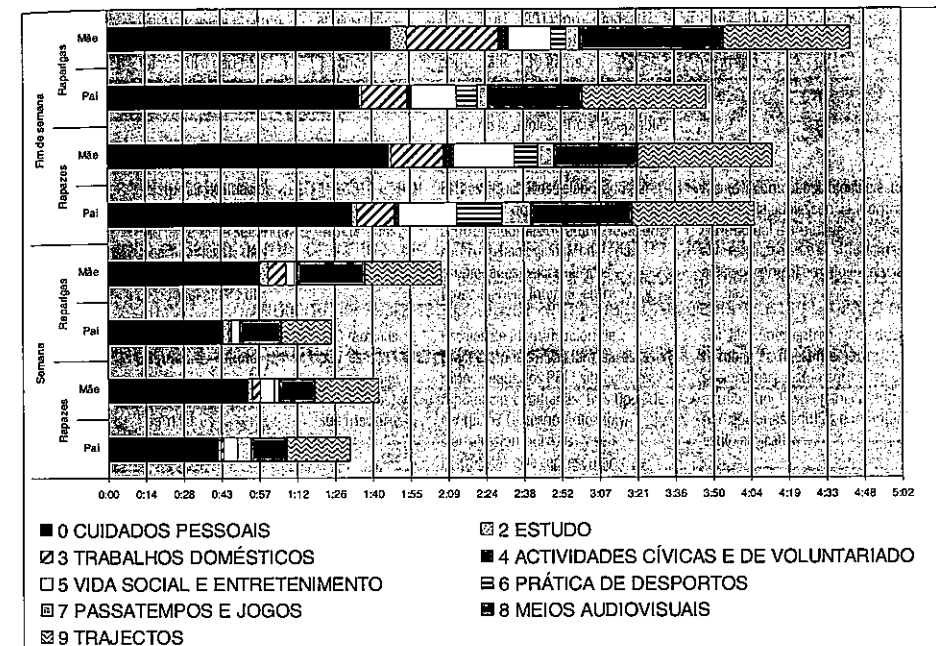 Fim de semana
Raparigas
Mãe
Pai
Rapazes
Mãe
Pai
Semana
Raparigas
Mãe
Pai
Rapazes
Mãe
Pai
0:00 0:14 0:28 0:43 0:57 1:12 1:26 1:40 1:55 2:09 2:24 2:38 2:52 3:07 3:21 3:36 3:50 4:04 4:19 4:33 4:48 5:02
0 CUIDADOS PESSOAIS
2 ESTUDO
3 TRABALHOS DOMÉSTICOS
4 ACTIVIDADES CÍVICAS E DE VOLUNTARIADO
5 VIDA SOCIAL E ENTRETENIMENTO
6 PRÁTICA DE DESPORTOS
7 PASSATEMPOS E JOGOS
8 MEIOS AUDIOVISUAIS
9 TRAJECTOS